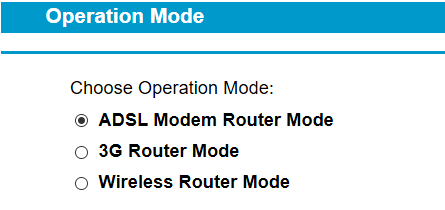 Operation Mode
Choose Operation Mode:
ADSL Modem Router Mode
3G Router Mode
Wireless Router Mode